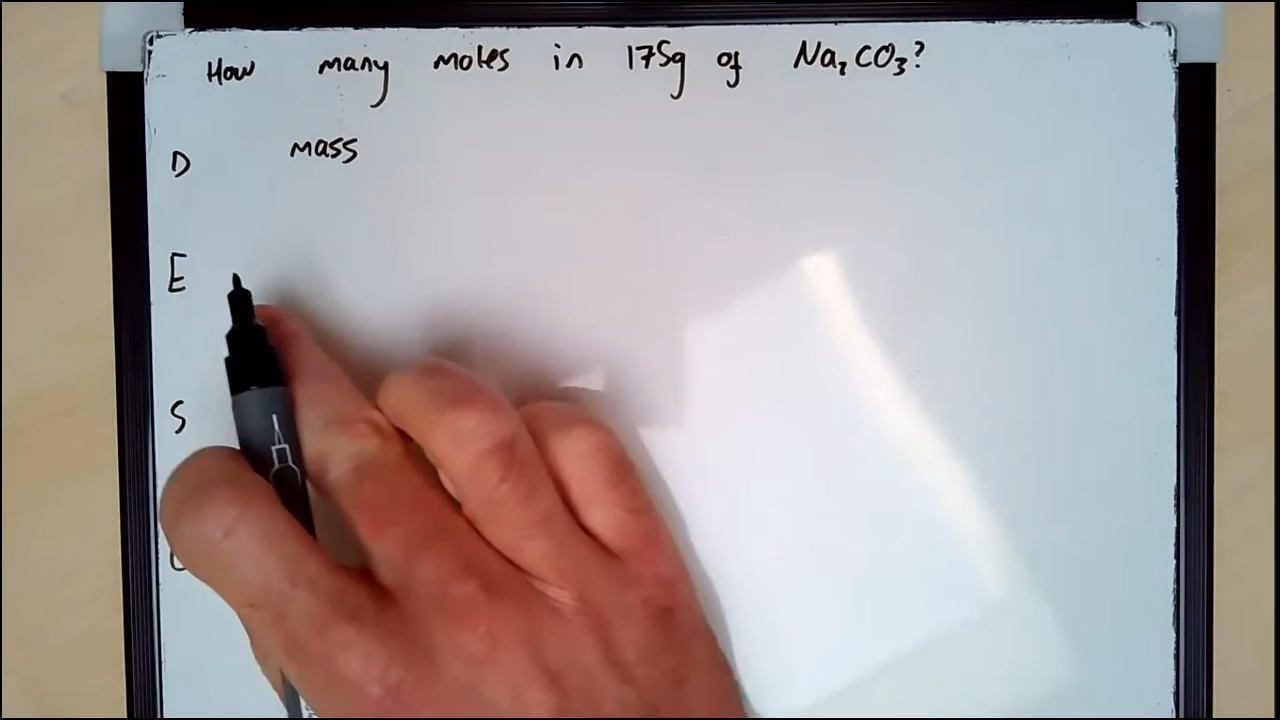 How many moles in 175g of Na₂CO₃?
D mass
E
S